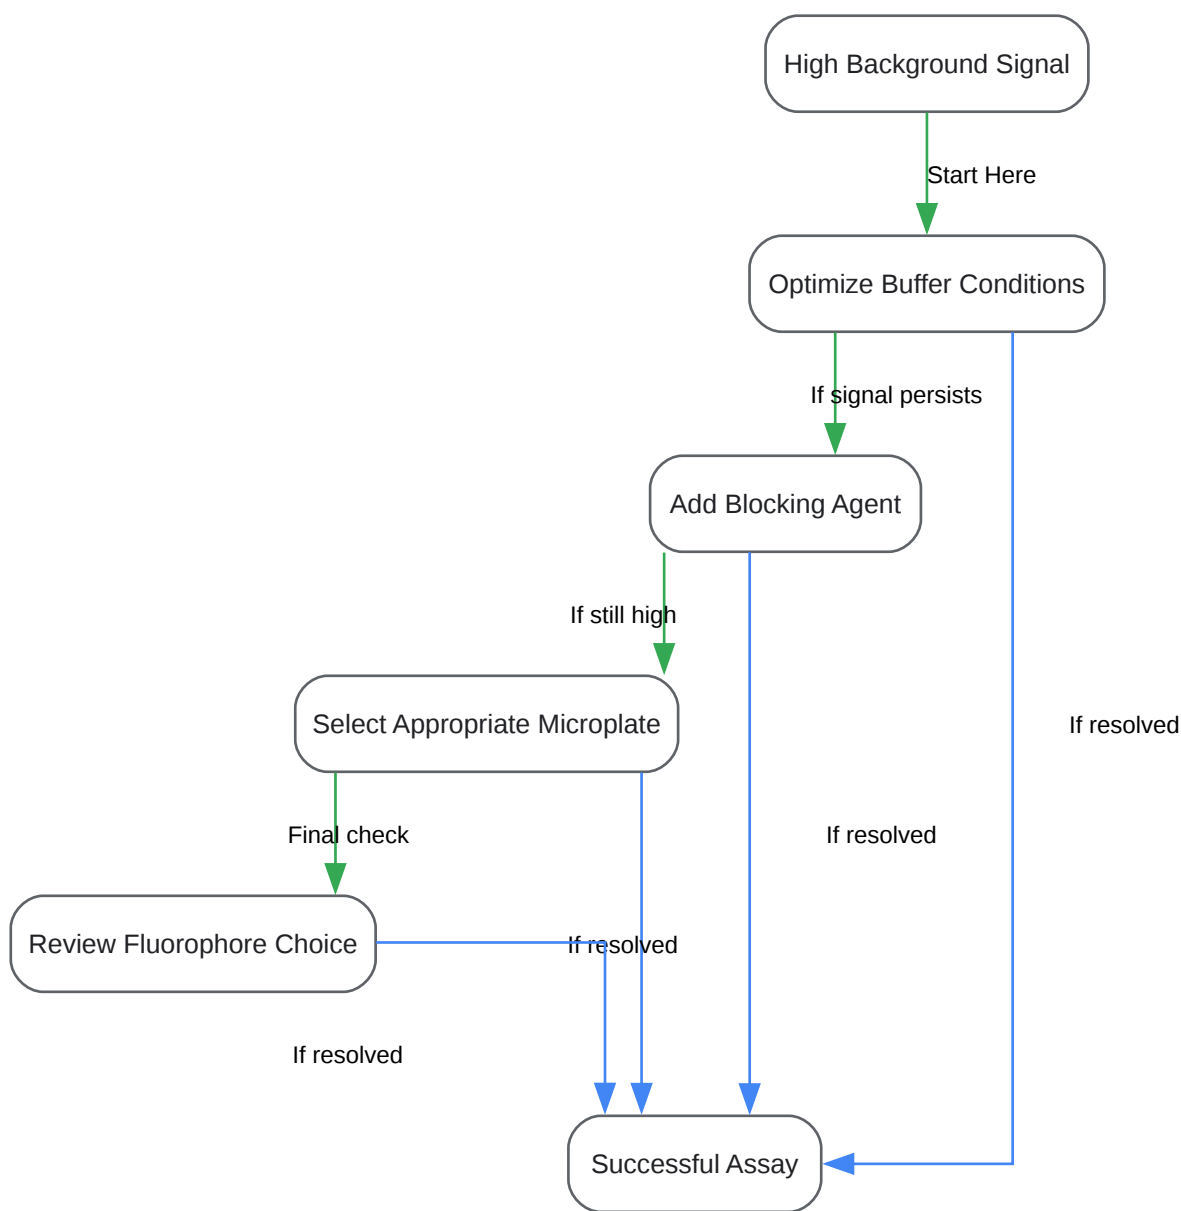 High Background Signal
Start Here
Optimize Buffer Conditions
If signal persists
Add Blocking Agent
If still high
Select Appropriate Microplate
If resolved
Final check
If resolved
Review Fluorophore Choice
If resolved
If resolved
Successful Assay